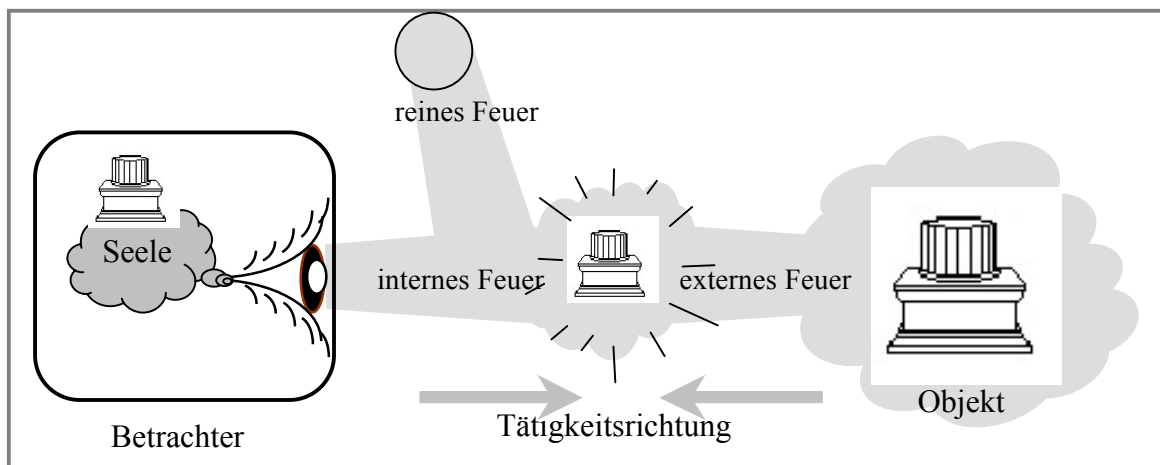 reines Feuer
Seele
internes Feuer
externes Feuer
Objekt
Tätigkeitsrichtung
Betrachter